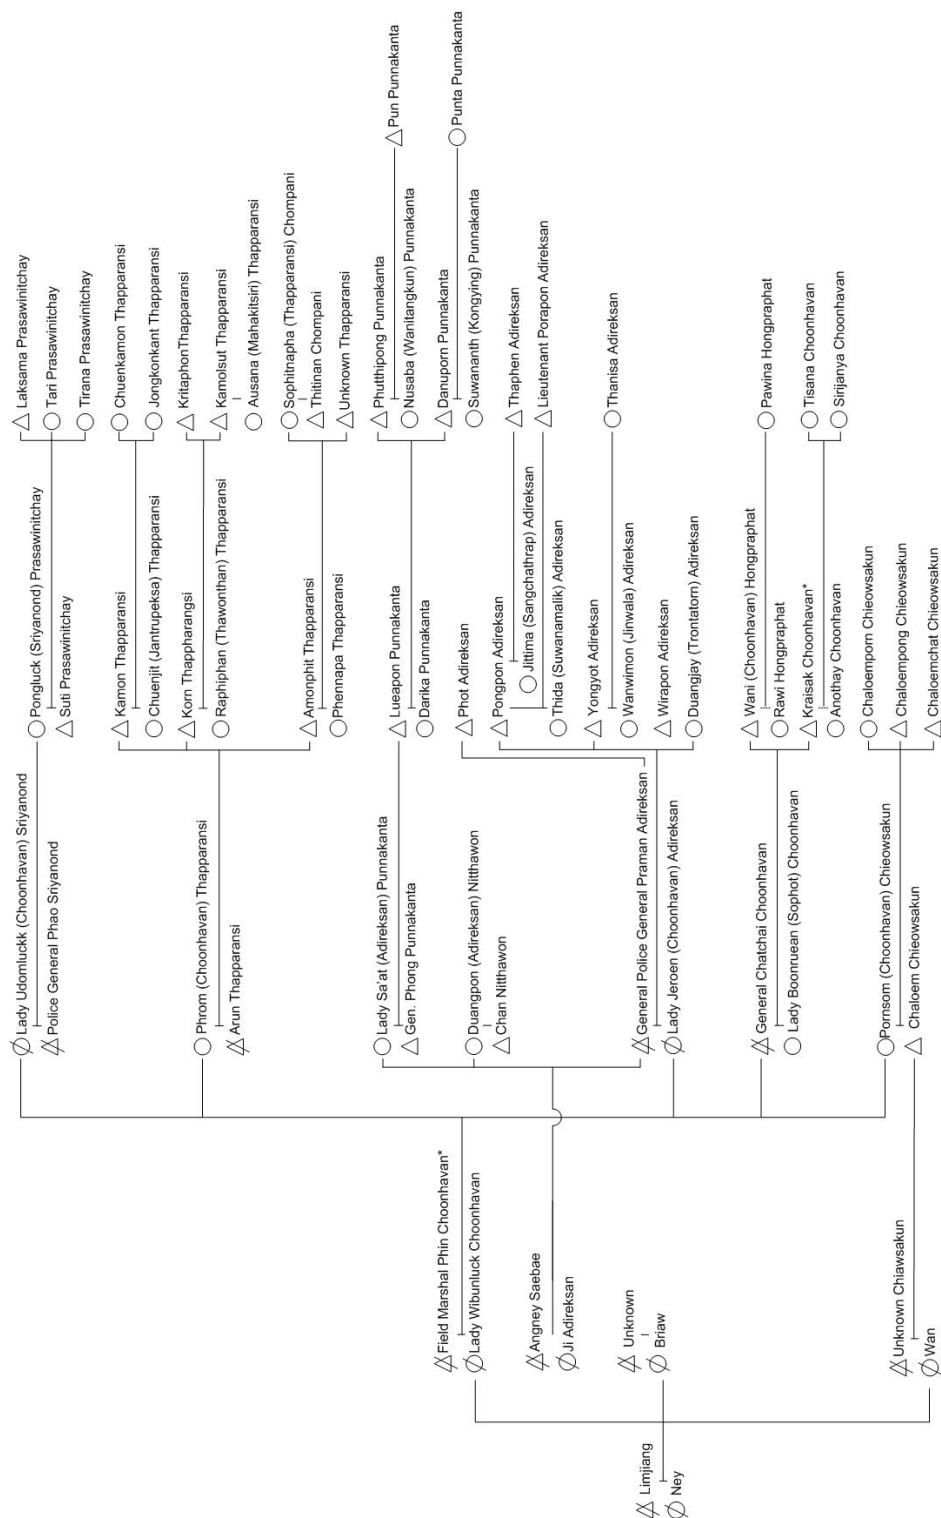 Limjiang
Ney
Field Marshal Phin Choonhavan*
Lady Wibunluck Choonhavan
Angney Saebae
Ji Adireksan
Unknown
Briaw
Unknown Chiawsakun
Wan
Lady Udomluckk (Choonhavan) Sriyanond
Police General Phao Sriyanond
Phrom (Choonhavan) Thapparansi
Arun Thapparansi
Lady Sa'at (Adireksan) Punnakanta
Gen. Phong Punnakanta
Duangpon (Adireksan) Nitthawon
Chan Nitthawon
General Police General Praman Adireksan
Lady Jeroen (Choonhavan) Adireksan
General Chatchai Choonhavan
Lady Boonruean (Sophot) Choonhavan
Pornsom (Choonhavan) Chieowsakun
Chaloem Chieowsakun
Pongluck (Sriyanond) Prasawinitchay
Suti Prasawinitchay
Kamon Thapparansi
Chuenjit (Jantrupeksa) Thapparansi
Korn Thappharangsi
Raphiphan (Thawonthan) Thapparansi
Amonphit Thapparansi
Phennapa Thapparansi
Lueapon Punnakanta
Darika Punnakanta
Phot Adireksan
Pongpon Adireksan
Jittima (Sangchathrap) Adireksan
Thida (Suwanamalik) Adireksan
Yongyot Adireksan
Wanwimon (Jinwala) Adireksan
Wirapon Adireksan
Duangjay (Trontatorn) Adireksan
Wani (Choonhavan) Hongpraphat
Rawi Hongpraphat
Kraisak Choonhavan*
Anothay Choonhavan
Chaloemporn Chieowsakun
Chaloempong Chieowsakun
Chaloemchat Chieowsakun
Laksama Prasawinitchay
Tari Prasawinitchay
Tirana Prasawinitchay
Chuenkamon Thapparansi
Jongkonkant Thapparansi
KritaphonThapparansi
Kamolsut Thapparansi
Ausana (Mahakitsiri) Thapparansi
Sophitnapha (Thapparansi) Chompani
Thitinan Chompani
Unknown Thapparansi
Phutthipong Punnakanta
Nusaba (Wanitangkun) Punnakanta
Danuporn Punnakanta
Suwananth (Kongying) Punnakanta
Thaphen Adireksan
Lieutenant Porapon Adireksan
Thanisa Adireksan
Pawina Hongpraphat
Tisana Choonhavan
Sirijanya Choonhavan
Pun Punnakanta
Punta Punnakanta